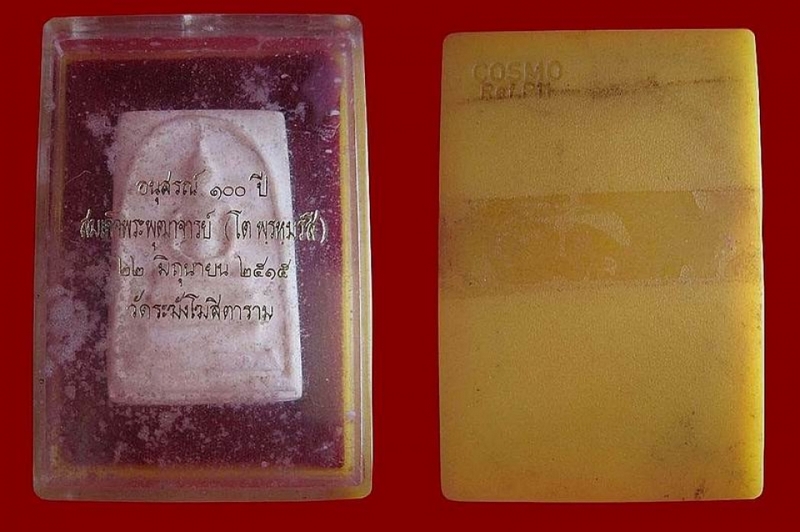 อนุสรณ์ ๑๐๐ ปี
สมเด็จพระพุฒาจารย์ (โต พฺรหฺมรํสี)
๒๒ มิถุนายน ๒๕๑๕
วัดระฆังโฆสิตาราม
COSMO
Ref.P11